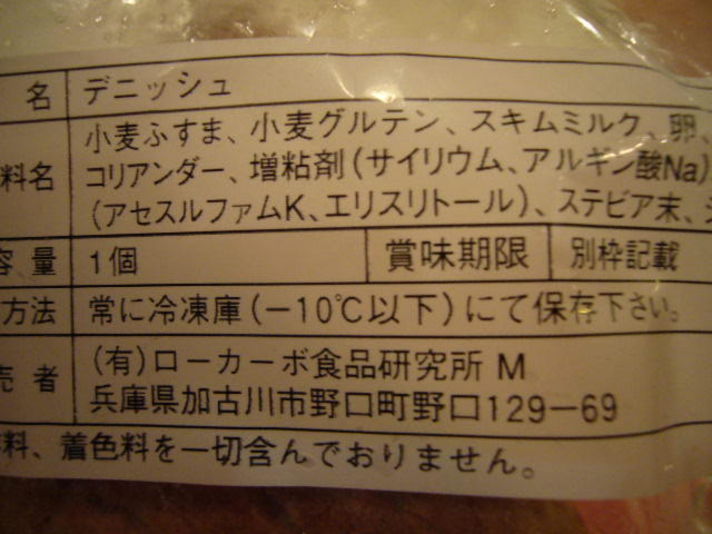 名 デニッシュ
料名 小麦ふすま、小麦グルテン、スキムミルク、卵、
コリアンダー、増粘剤(サイリウム、アルギン酸Na)
(アセスルファムK、エリスリトール)、ステビア末、
容量 1個 賞味期限 別枠記載
方法 常に冷凍庫(−10℃以下)にて保存下さい。
売者 (有)ローカーボ食品研究所 M
兵庫県加古川市野口町野口129−69
料、着色料を一切含んでおりません。